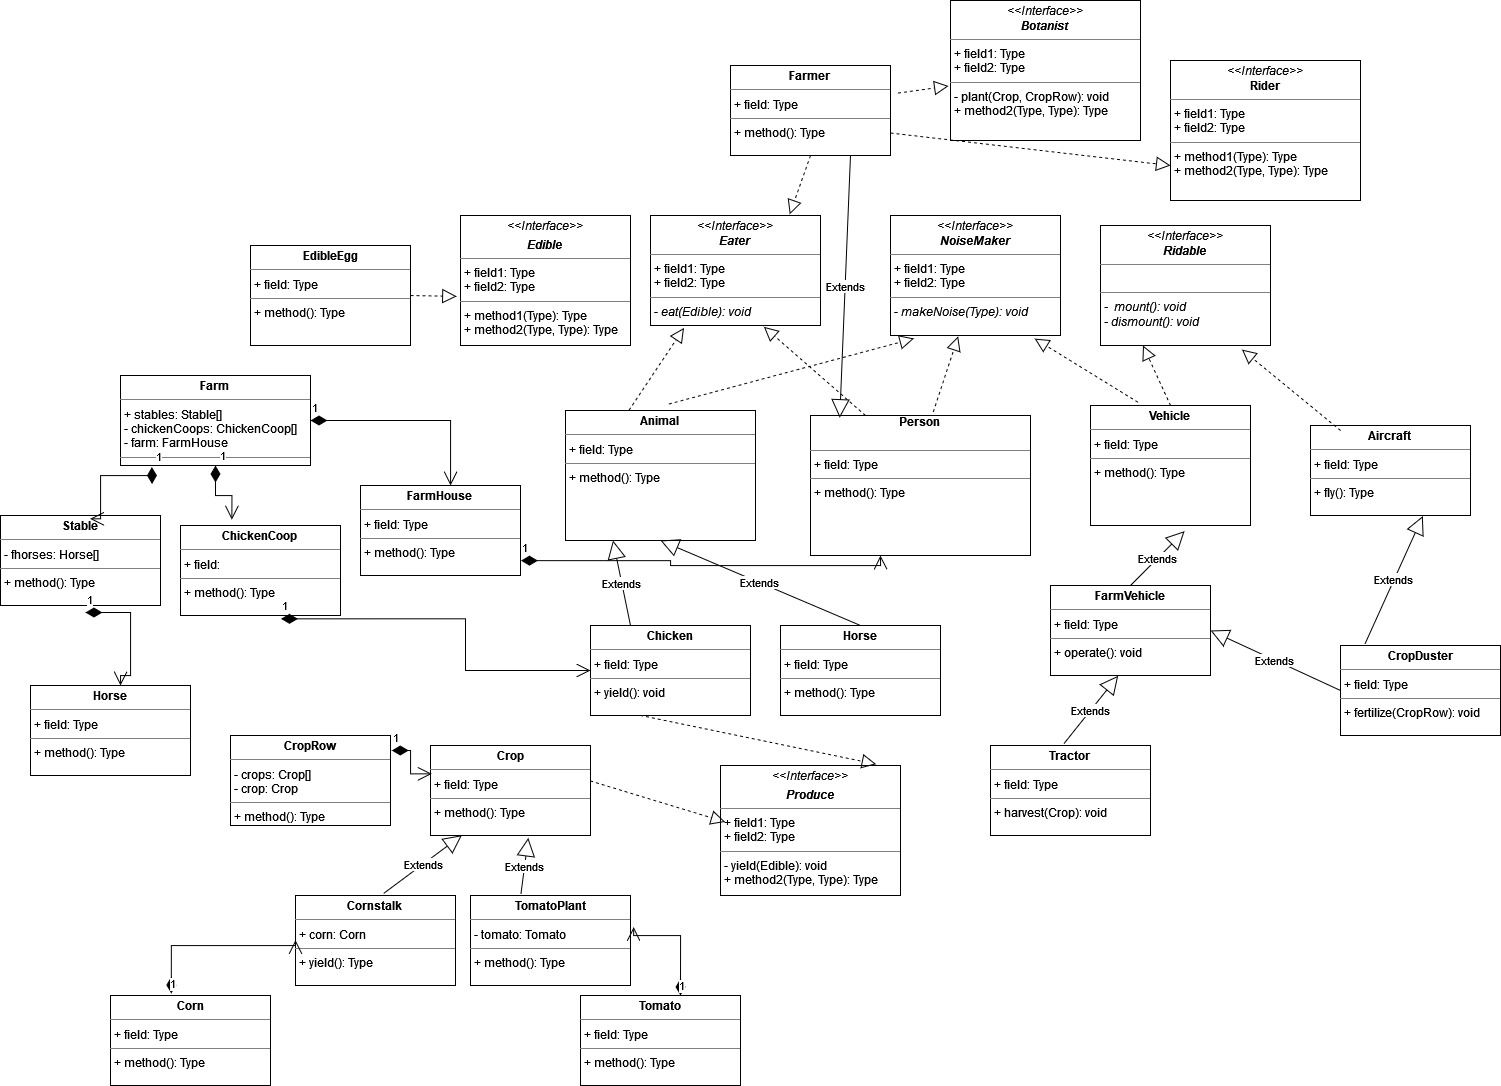 <<Interface>>
Botanist
+ field1: Type
+ field2: Type
- plant(Crop, CropRow): void
+ method2(Type, Type): Type
Farmer
+ field: Type
+ method(): Type
<<Interface>>
Rider
+ field1: Type
+ field2: Type
+ method1(Type): Type
+ method2(Type, Type): Type
EdibleEgg
+ field: Type
+ method(): Type
<<Interface>>
Edible
+ field1: Type
+ field2: Type
+ method1(Type): Type
+ method2(Type, Type): Type
<<Interface>>
Eater
+ field1: Type
+ field2: Type
- eat(Edible): void
Extends
<<Interface>>
NoiseMaker
+ field1: Type
+ field2: Type
- makeNoise(Type): void
<<Interface>>
Ridable
- mount(): void
- dismount(): void
Farm
+ stables: Stable[]
- chickenCoops: ChickenCoop[]
- farm: FarmHouse
1
1
1
Animal
+ field: Type
+ method(): Type
Person
+ field: Type
+ method(): Type
Vehicle
+ field: Type
+ method(): Type
Aircraft
+ field: Type
+ fly(): Type
Stable
- fhorses: Horse[]
+ method(): Type
1
ChickenCoop
+ field:
+ method(): Type
1
FarmHouse
+ field: Type
+ method(): Type
1
Extends
Extends
Extends
Extends
FarmVehicle
+ field: Type
+ operate(): void
Extends
Extends
Chicken
+ field: Type
+ yield(): void
Horse
+ field: Type
+ method(): Type
CropDuster
+ field: Type
+ fertilize(CropRow): void
Horse
+ field: Type
+ method(): Type
CropRow
- crops: Crop[]
- crop: Crop
+ method(): Type
1
Crop
+ field: Type
+ method(): Type
<<Interface>>
Produce
+ field1: Type
+ field2: Type
- yield(Edible): void
+ method2(Type, Type): Type
Tractor
+ field: Type
+ harvest(Crop): void
Extends
Extends
Cornstalk
+ corn: Corn
+ yield(): Type
TomatoPlant
- tomato: Tomato
+ method(): Type
1
1
Corn
+ field: Type
+ method(): Type
Tomato
+ field: Type
+ method(): Type